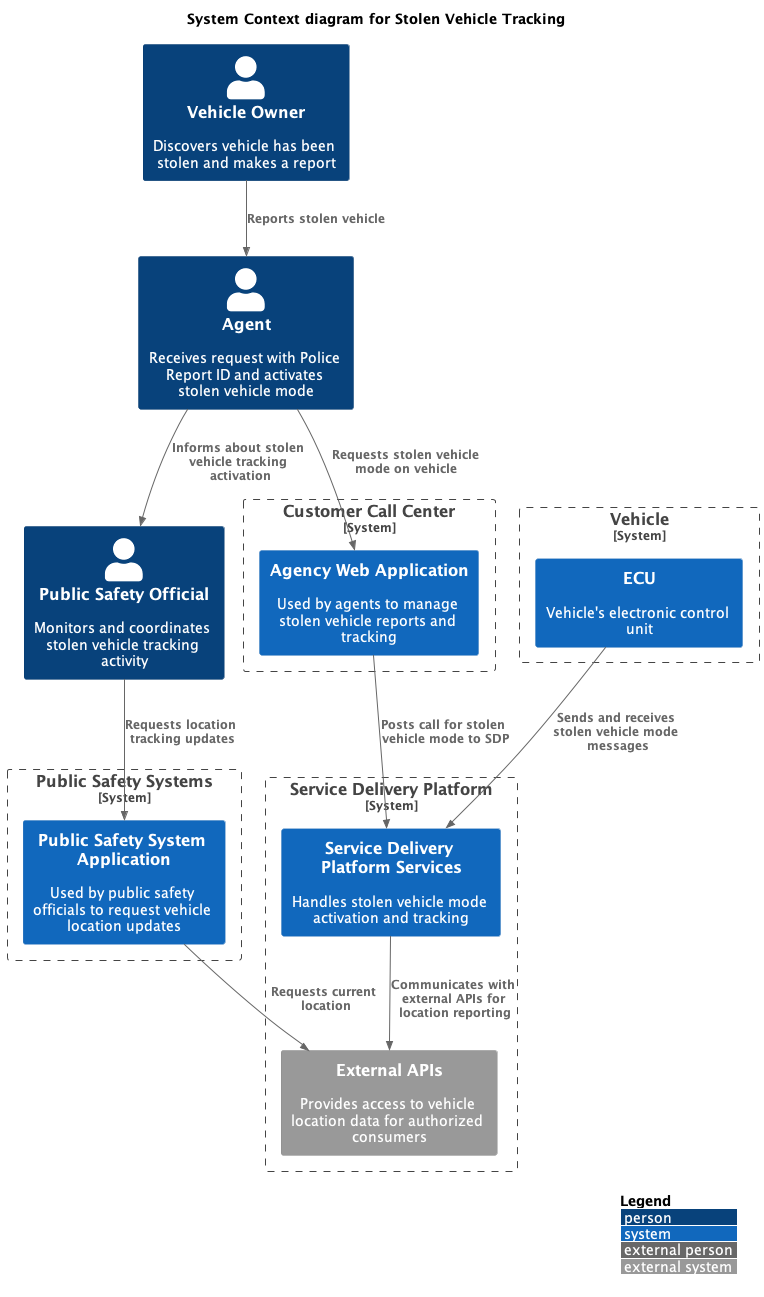 System Context diagram for Stolen Vehicle Tracking
Vehicle Owner
Discovers vehicle has been
stolen and makes a report
Reports stolen vehicle
Agent
Receives request with Police
Report ID and activates
stolen vehicle mode
Informs about stolen
vehicle tracking
activation
Requests stolen vehicle
mode on vehicle
Public Safety Official
Monitors and coordinates
stolen vehicle tracking
activity
Customer Call Center
[System]
Agency Web Application
Used by agents to manage
stolen vehicle reports and
tracking
Vehicle
[System]
ECU
Vehicle's electronic control
unit
Requests location
tracking updates
Posts call for stolen
vehicle mode to SDP
Sends and receives
stolen vehicle mode
messages
Public Safety Systems
[System]
Public Safety System
Application
Used by public safety
officials to request vehicle
location updates
Service Delivery Platform
[System]
Service Delivery
Platform Services
Handles stolen vehicle mode
activation and tracking
Requests current
location
Communicates with
external APIs for
location reporting
External APIs
Provides access to vehicle
location data for authorized
consumers
Legend
person
system
external person
external system